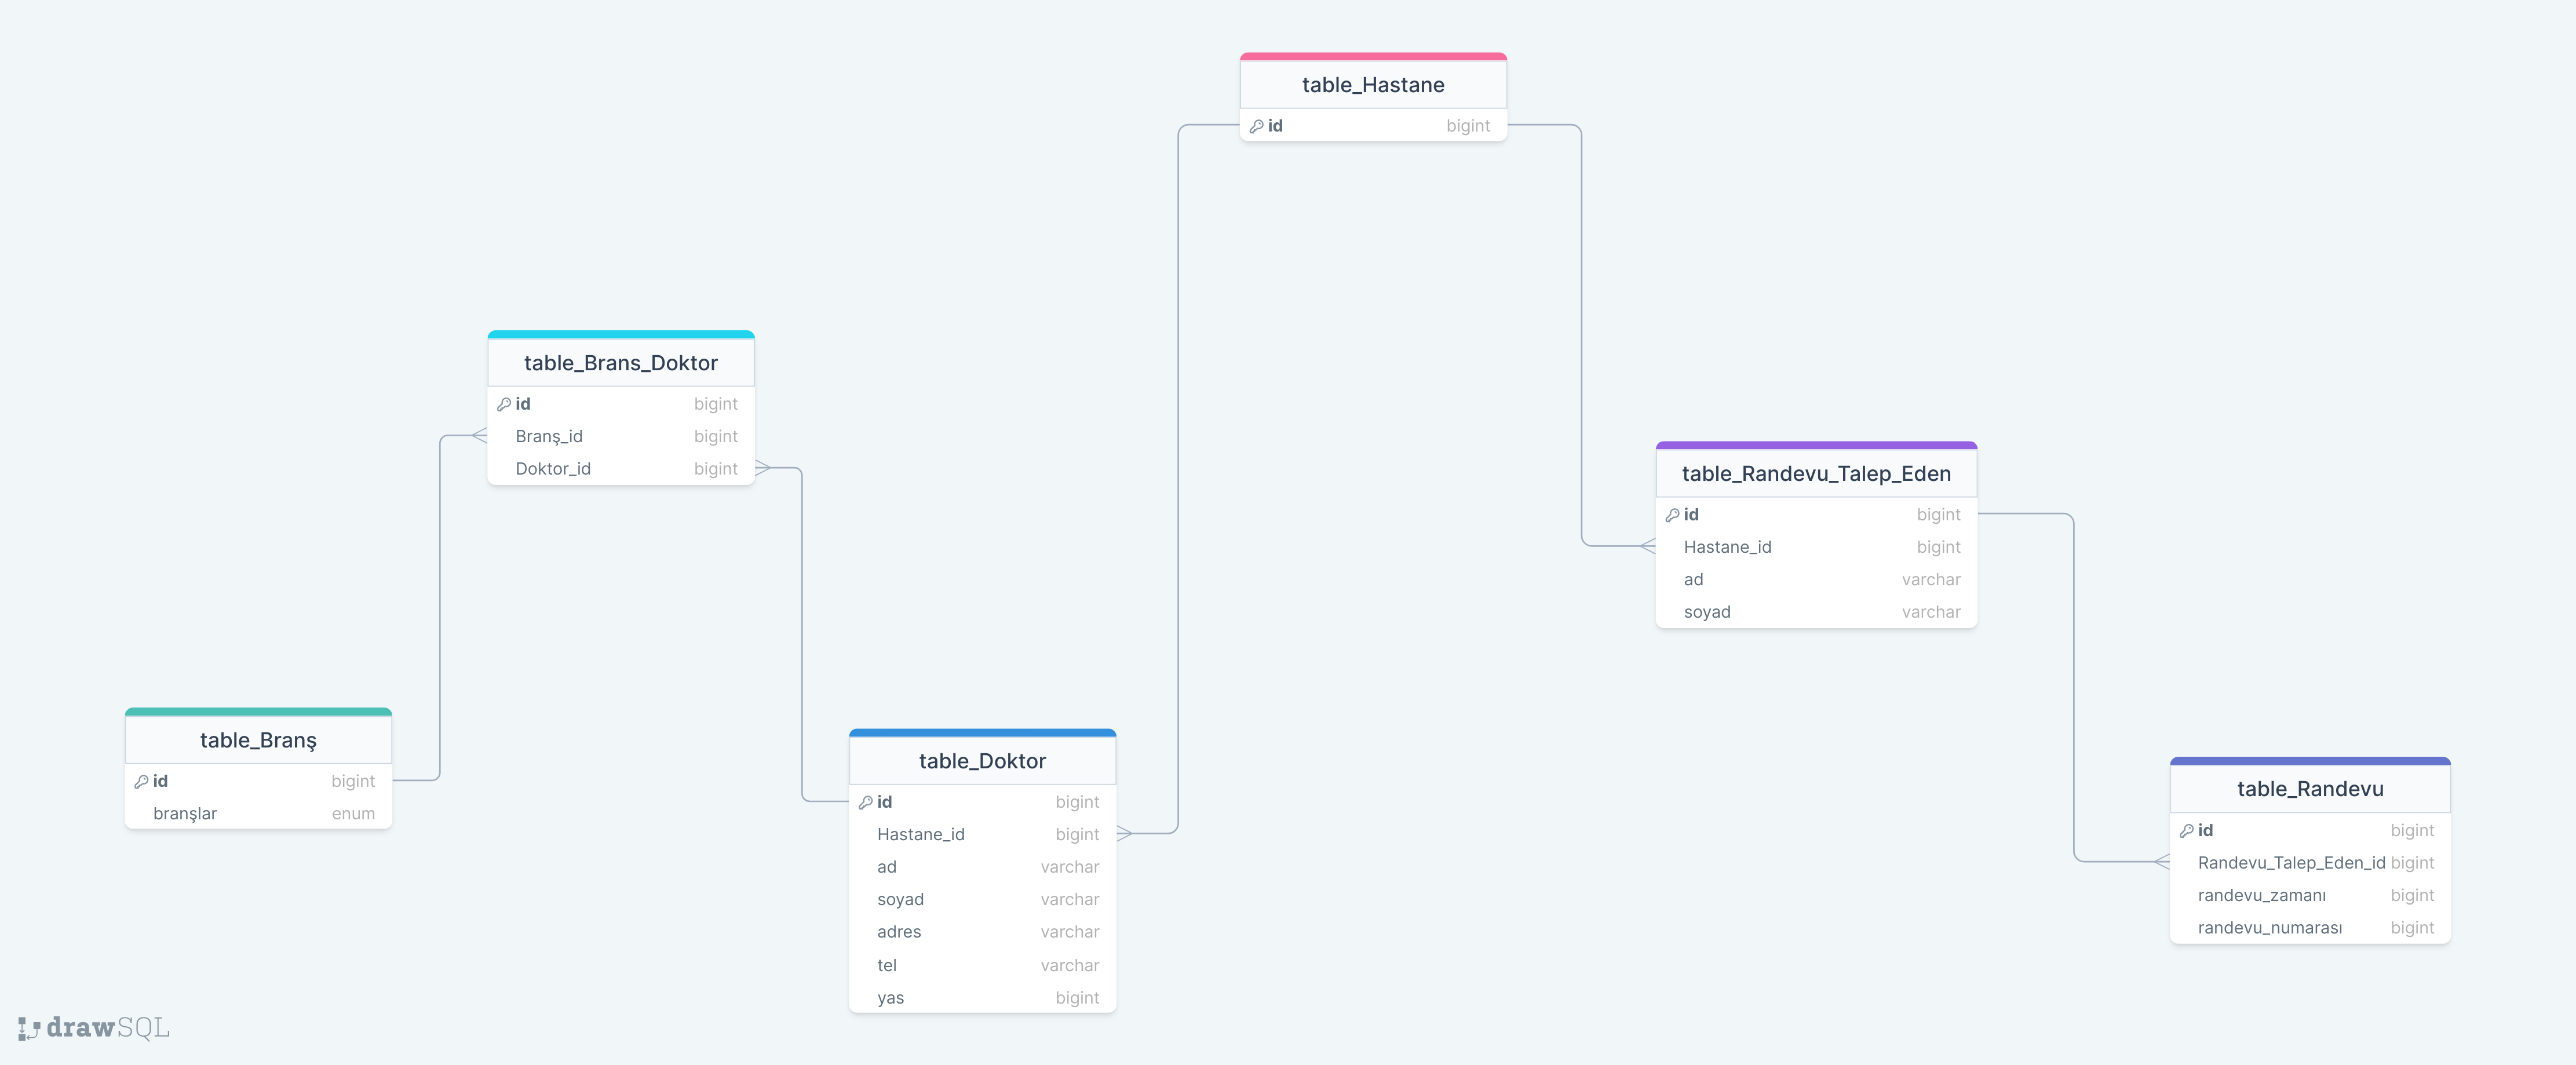 table_Hastane
id bigint
table_Brans_Doktor
id bigint
Branş_id bigint
Doktor_id bigint
table_Randevu_Talep_Eden
id bigint
Hastane_id bigint
ad varchar
soyad varchar
table_Branş
id bigint
branşlar enum
table_Doktor
id bigint
Hastane_id bigint
ad varchar
soyad varchar
adres varchar
tel varchar
yas bigint
table_Randevu
id bigint
Randevu_Talep_Eden_id bigint
randevu_zamanı bigint
randevu_numarası bigint
drawSQL